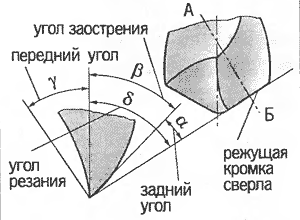 А
угол заострения
передний угол
γ
β
δ
α
Б
угол
резания
задний
угол
режущая
кромка
сверла